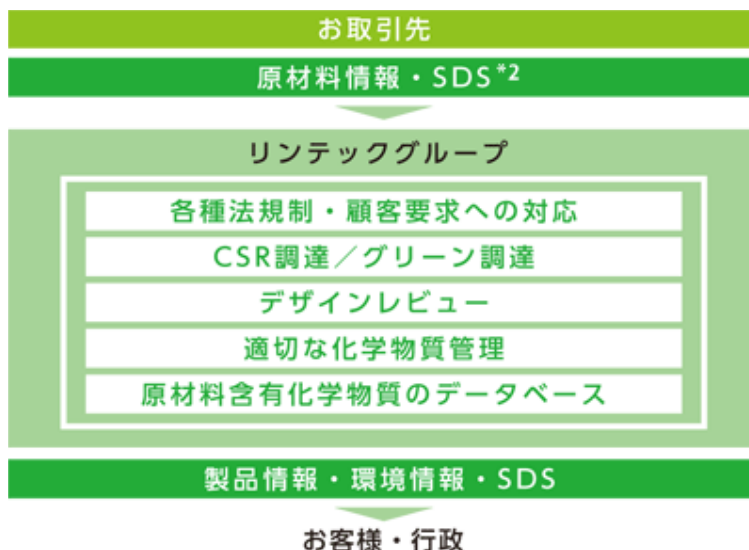 お取引先
原材料情報・SDS*2
リンテックグループ
各種法規制・顧客要求への対応
CSR調達／グリーン調達
デザインレビュー
適切な化学物質管理
原材料含有化学物質のデータベース
製品情報・環境情報・SDS
お客様・行政